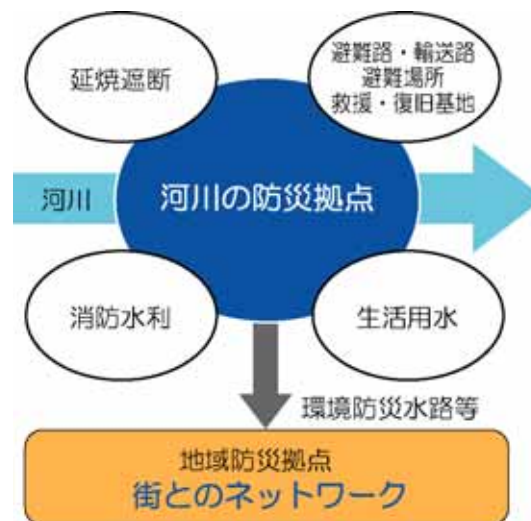 延焼遮断
避難路・輸送路
避難場所
救援・復旧基地
河川
河川の防災拠点
消防水利
生活用水
環境防災水路等
地域防災拠点
街とのネットワーク